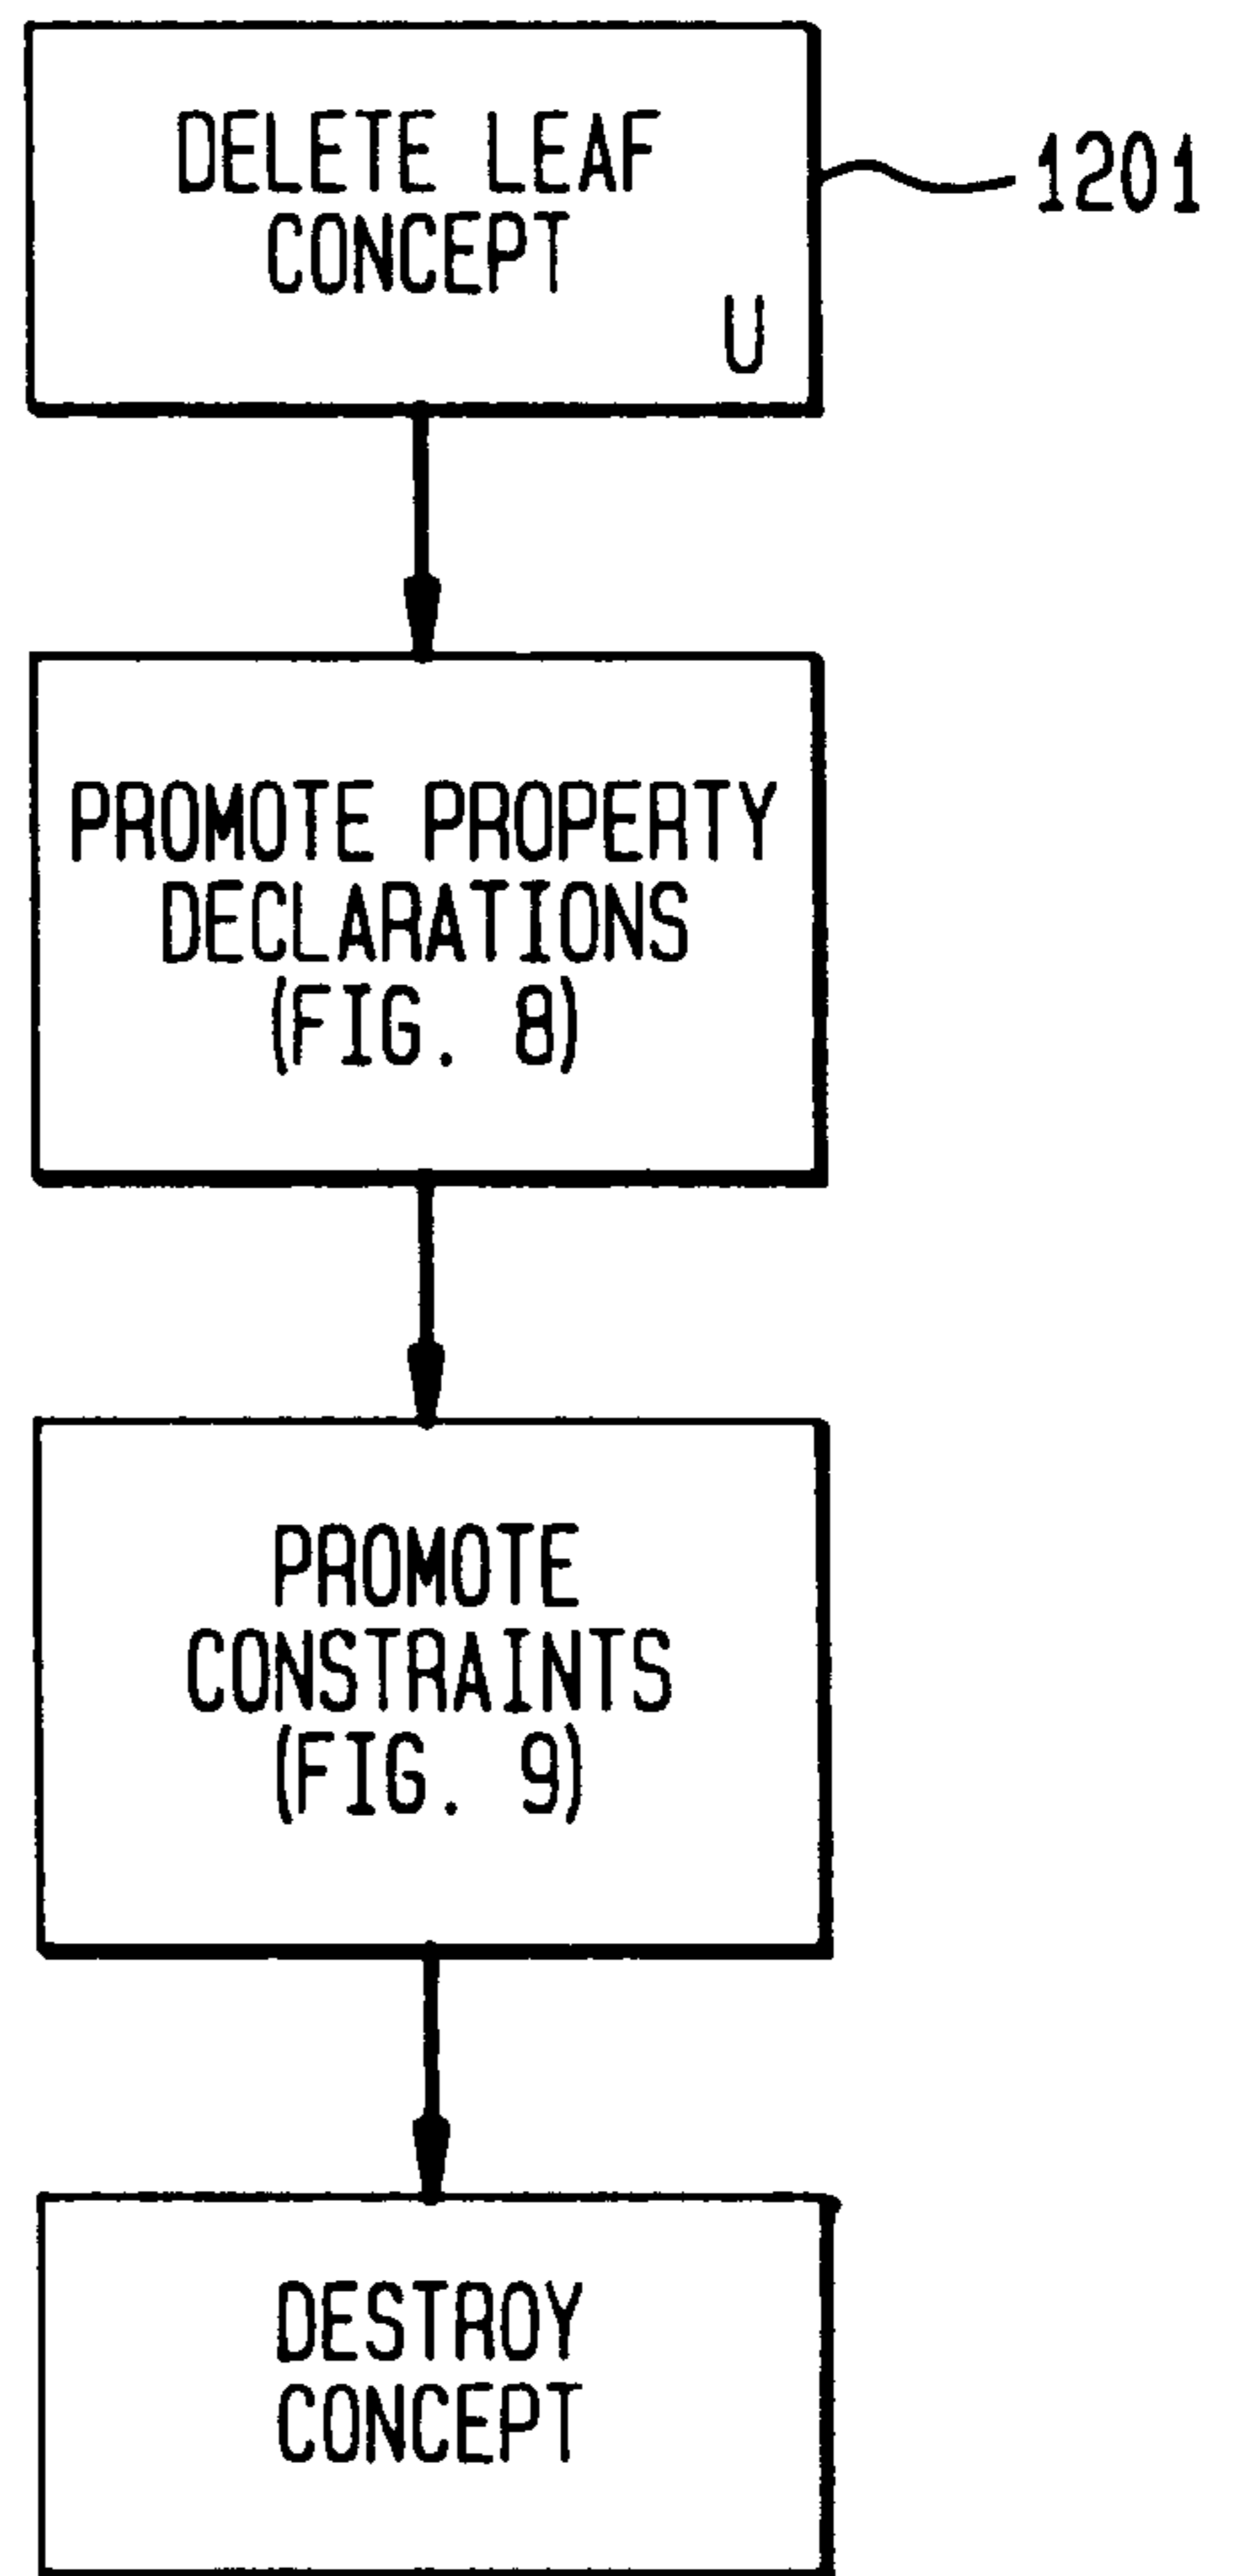 DELETE LEAF
CONCEPT
U
1201
PROMOTE PROPERTY
DECLARATIONS
(FIG. 8)
PROMOTE
CONSTRAINTS
(FIG. 9)
DESTROY
CONCEPT